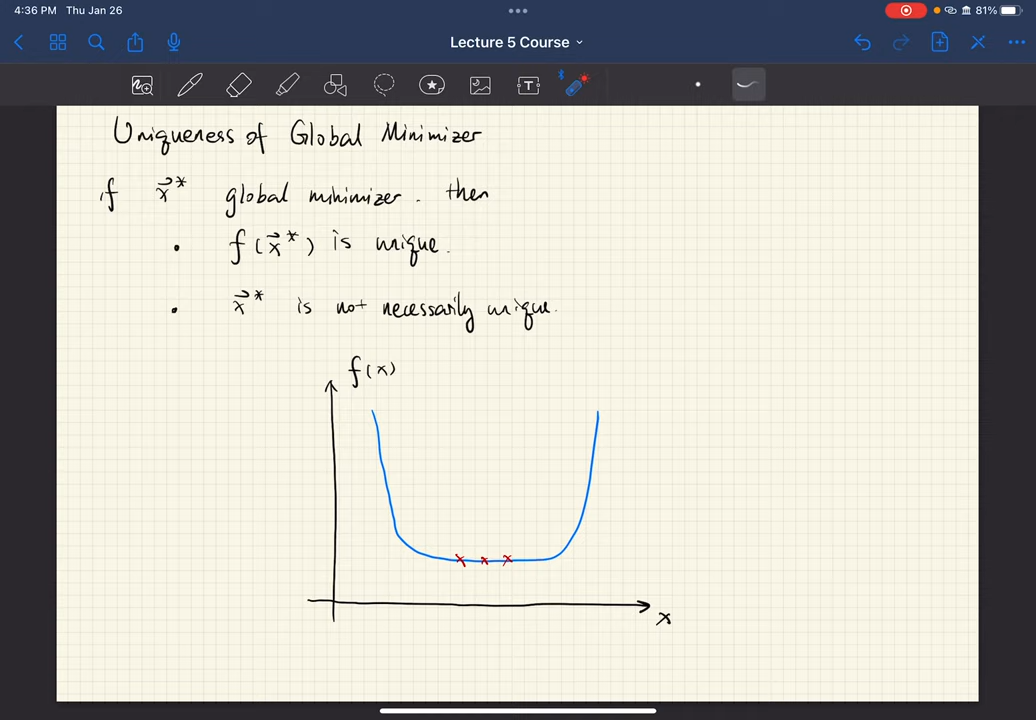 4:36 PM Thu Jan 26
81%
Lecture 5 Course
Uniqueness of Global Minimizer
if x⃗* global minimizer. then
• f(x⃗*) is unique.
• x⃗* is not necessarily unique.
f(x)
x